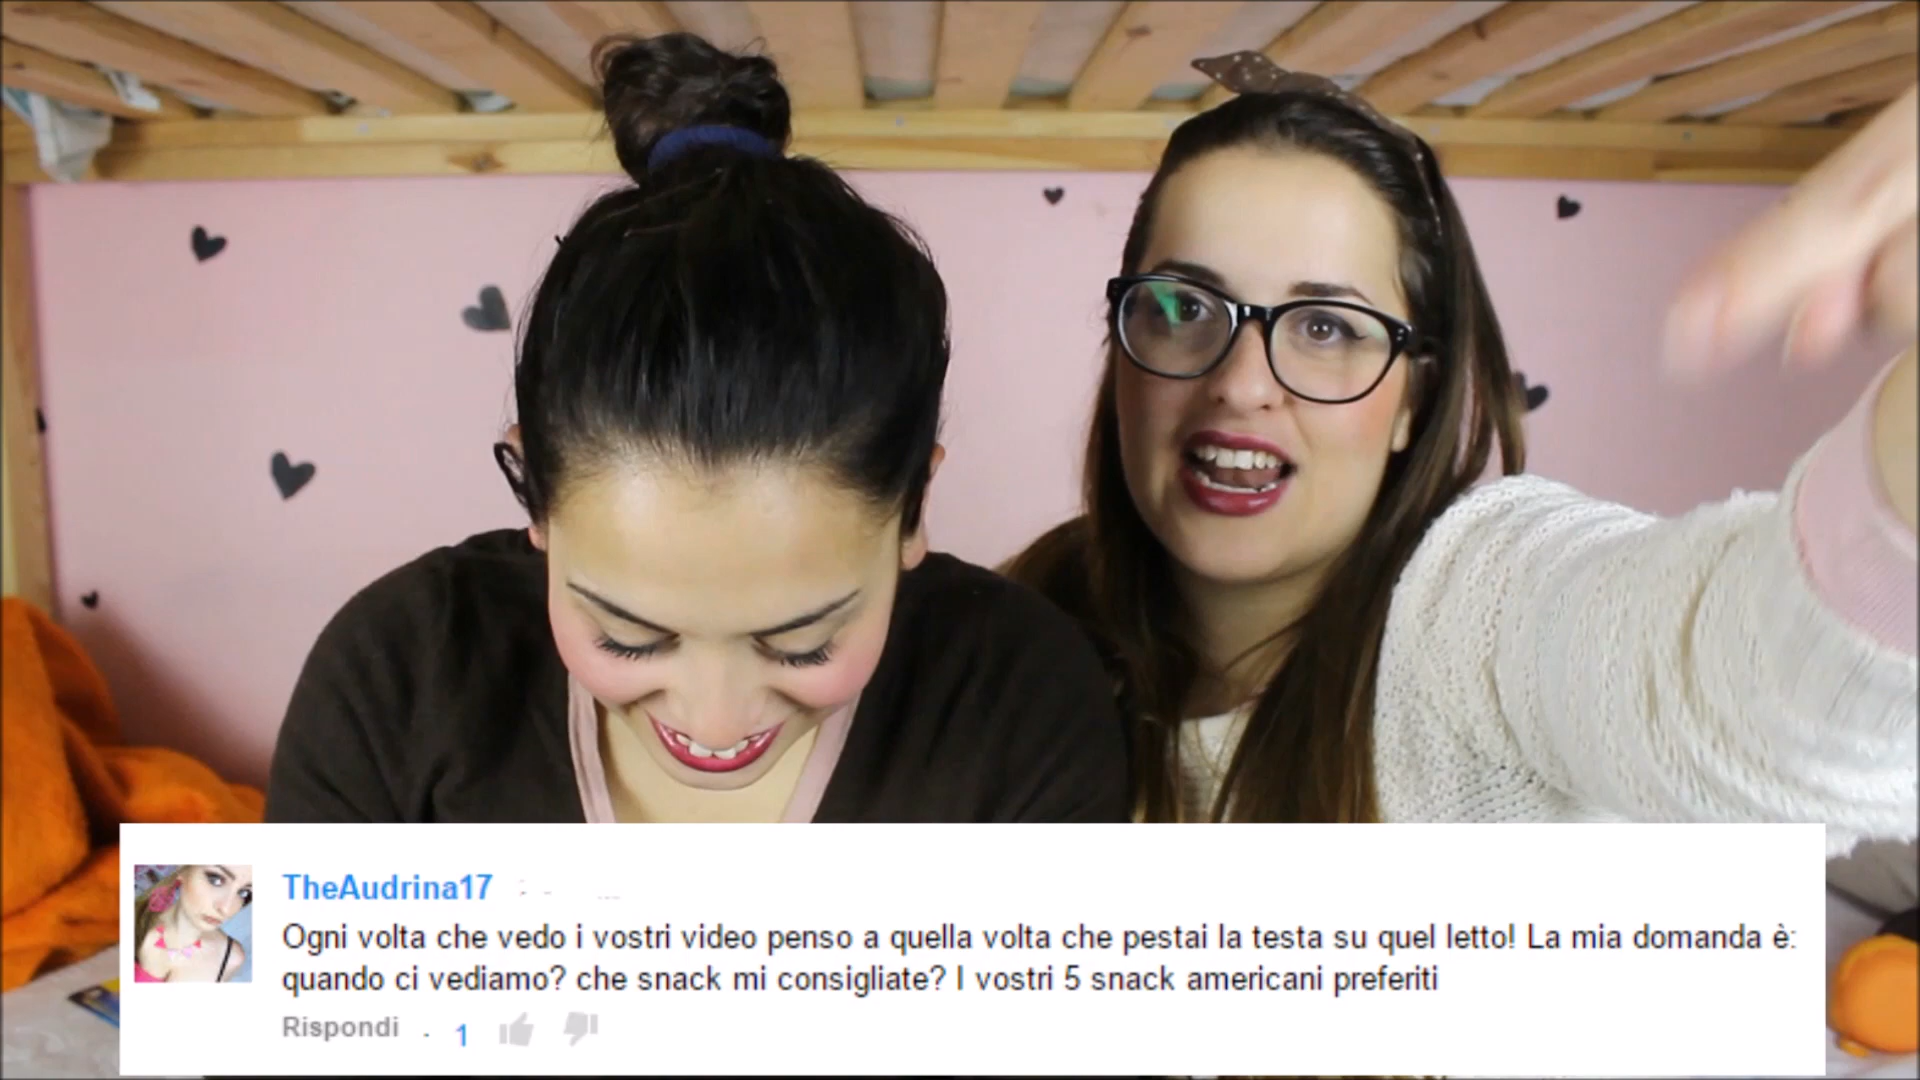 TheAudrina17
Ogni volta che vedo i vostri video penso a quella volta che pestai la testa su quel letto! La mia domanda è:
quando ci vediamo? che snack mi consigliate? I vostri 5 snack americani preferiti
Rispondi . 1